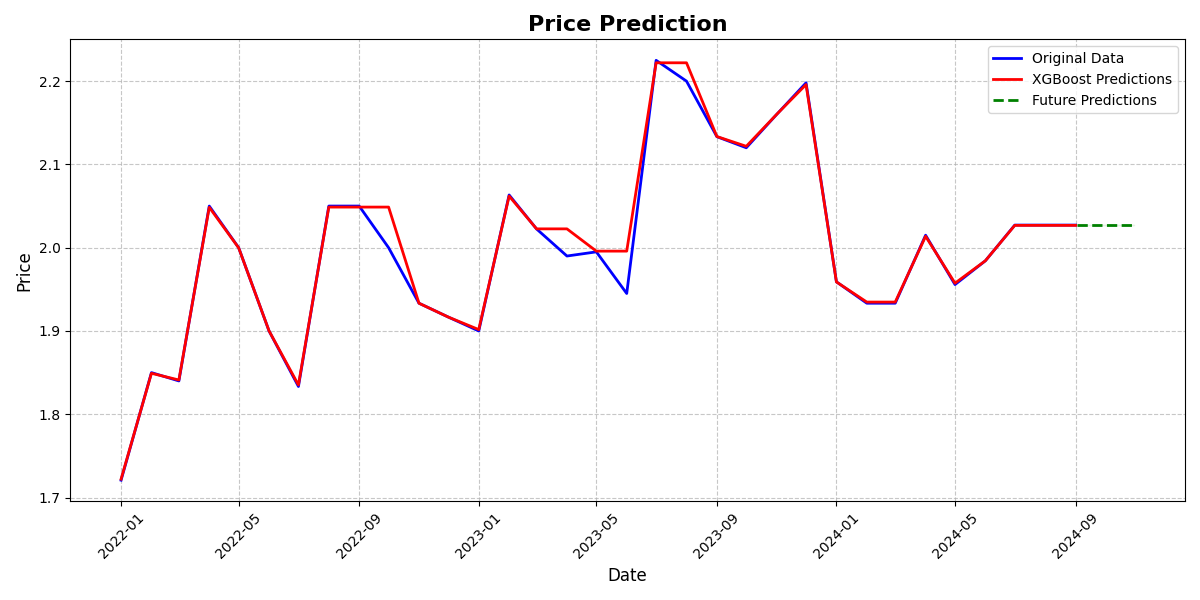 Price Prediction
Original Data
XGBoost Predictions
Future Predictions
Price
2.2
2.1
2.0
1.9
1.8
1.7
2022-01
2022-05
2022-09
2023-01
2023-05
2023-09
2024-01
2024-05
2024-09
Date